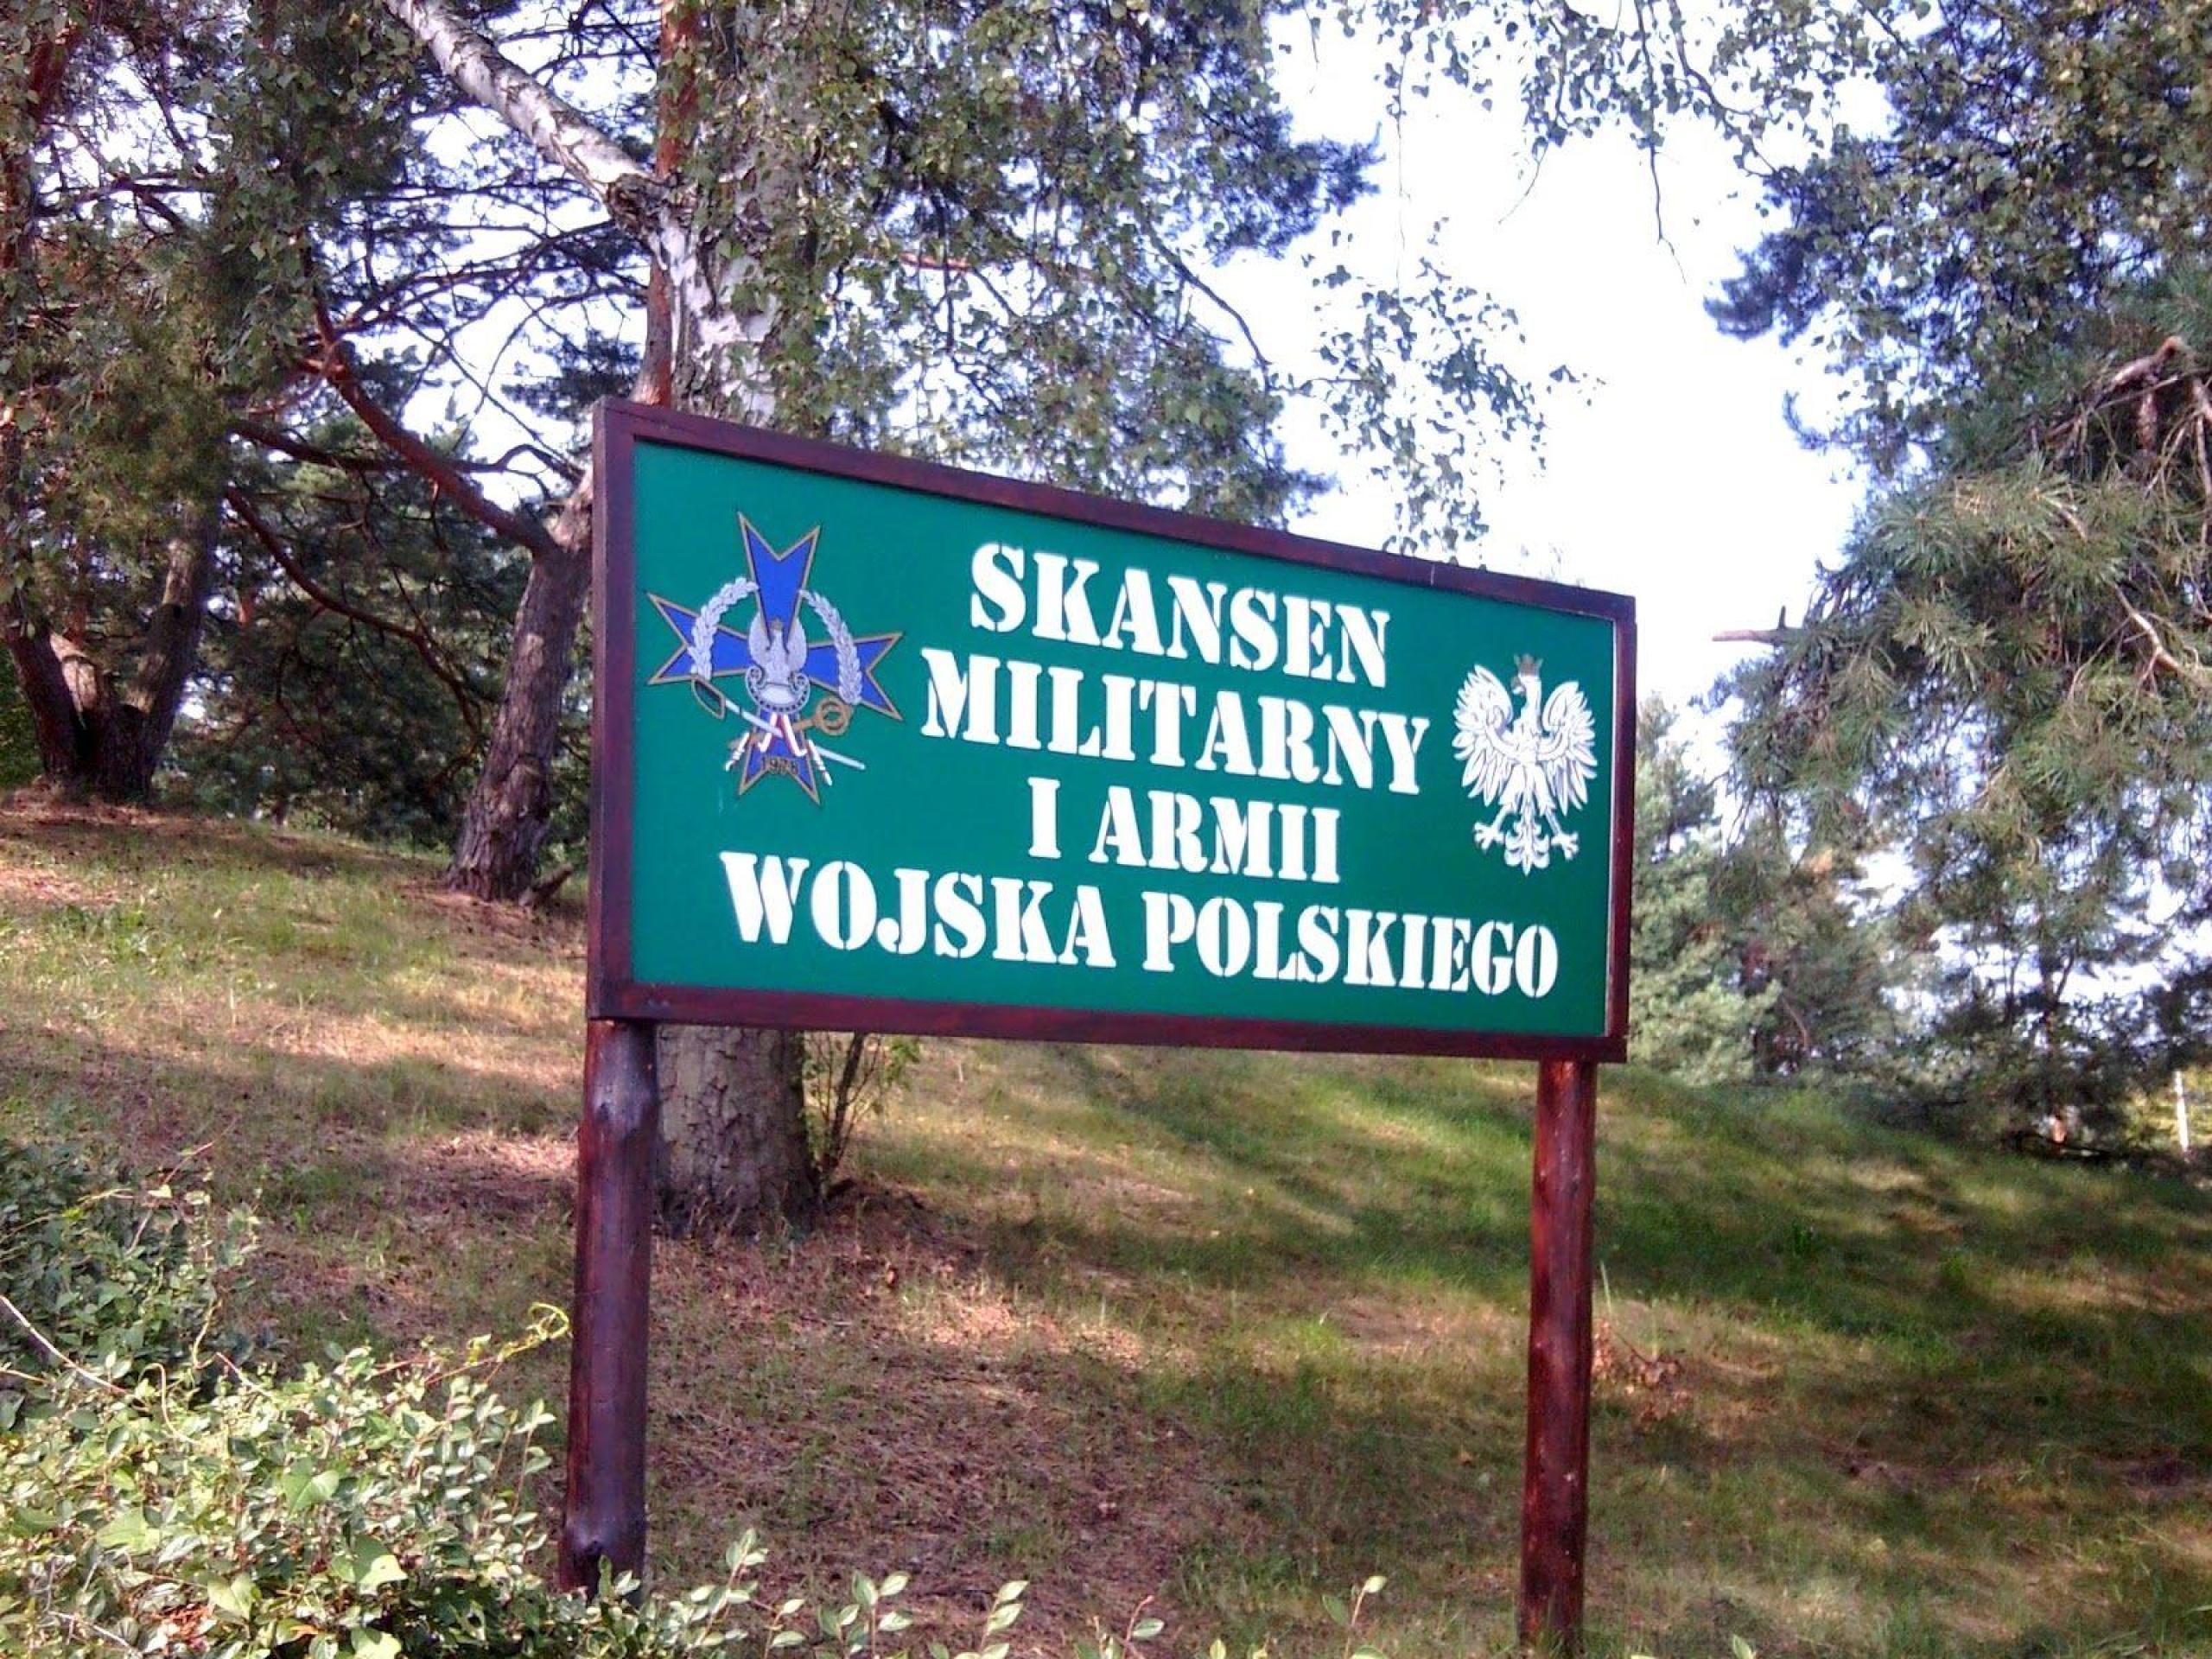 SKANSEN
MILITARNY
I ARMII
WOJSKA POLSKIEGO